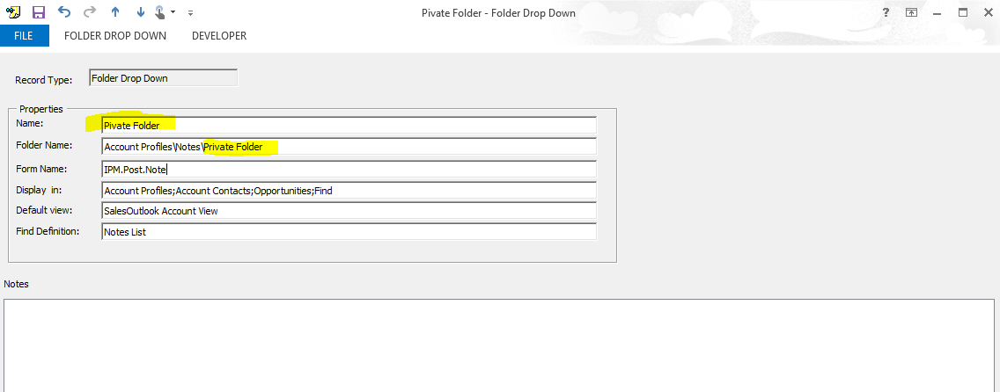 Pivate Folder - Folder Drop Down
?
FILE FOLDER DROP DOWN DEVELOPER
Record Type: Folder Drop Down
Properties
Name: Pivate Folder
Folder Name: Account Profiles\Notes\Private Folder
Form Name: IPM.Post.Note
Display in: Account Profiles;Account Contacts;Opportunities;Find
Default view: SalesOutlook Account View
Find Definition: Notes List
Notes